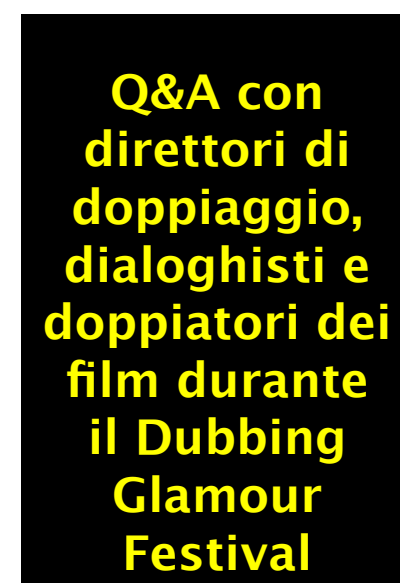 Q&A con
direttori di
doppiaggio,
dialoghisti e
doppiatori dei
film durante
il Dubbing
Glamour
Festival